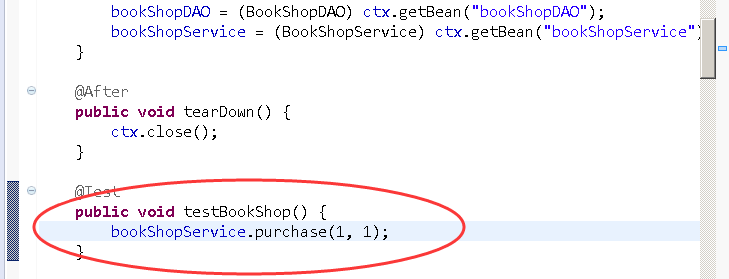 bookShopDAO = (BookShopDAO) ctx.getBean("bookShopDAO");
bookShopService = (BookShopService) ctx.getBean("bookShopService")
}
@After
public void tearDown() {
ctx.close();
}
@Test
public void testBookShop() {
bookShopService.purchase(1, 1);
}